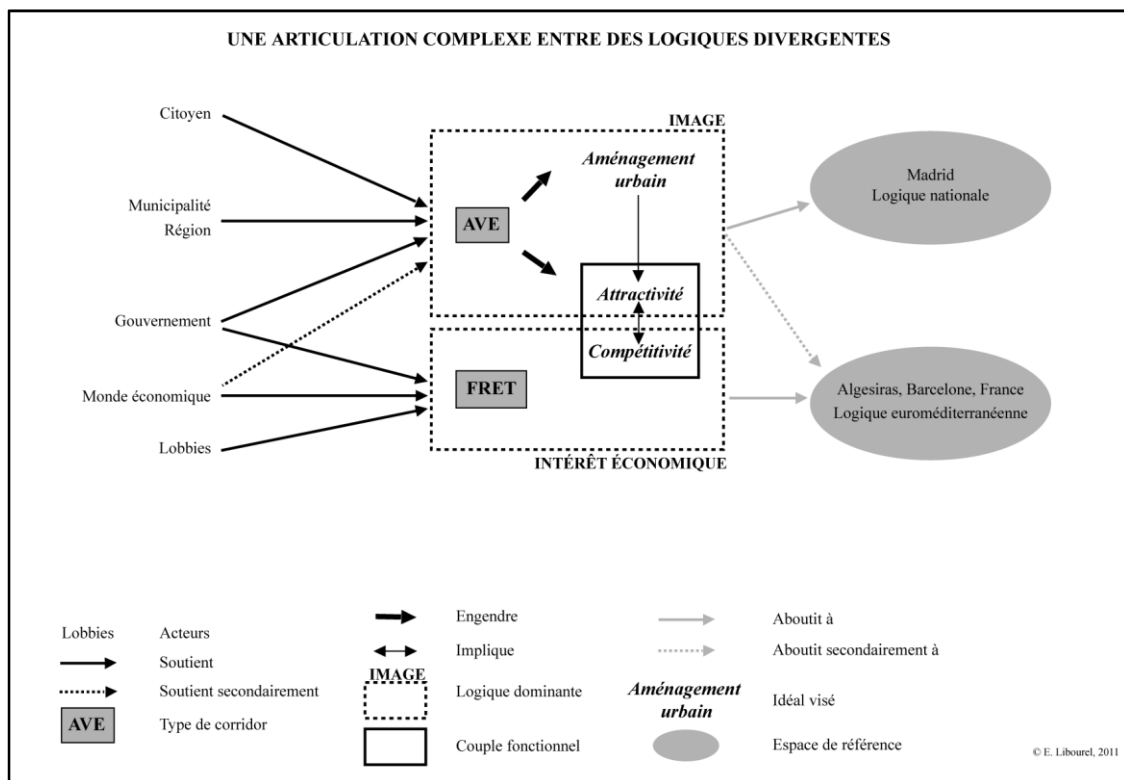 UNE ARTICULATION COMPLEXE ENTRE DES LOGIQUES DIVERGENTES
Citoyen
Municipalité
Région
Gouvernement
Monde économique
Lobbies
IMAGE
Aménagement
urbain
AVE
Attractivité
Compétitivité
FRET
INTÉRÊT ÉCONOMIQUE
Madrid
Logique nationale
Algesiras, Barcelone, France
Logique euroméditerranéenne
Lobbies
Acteurs
Soutient
Soutient secondairement
AVE
Type de corridor
Engendre
Implique
IMAGE
Logique dominante
Couple fonctionnel
Aboutit à
Aboutit secondairement à
Aménagement
urbain
Idéal visé
Espace de référence
© E. Libourel, 2011